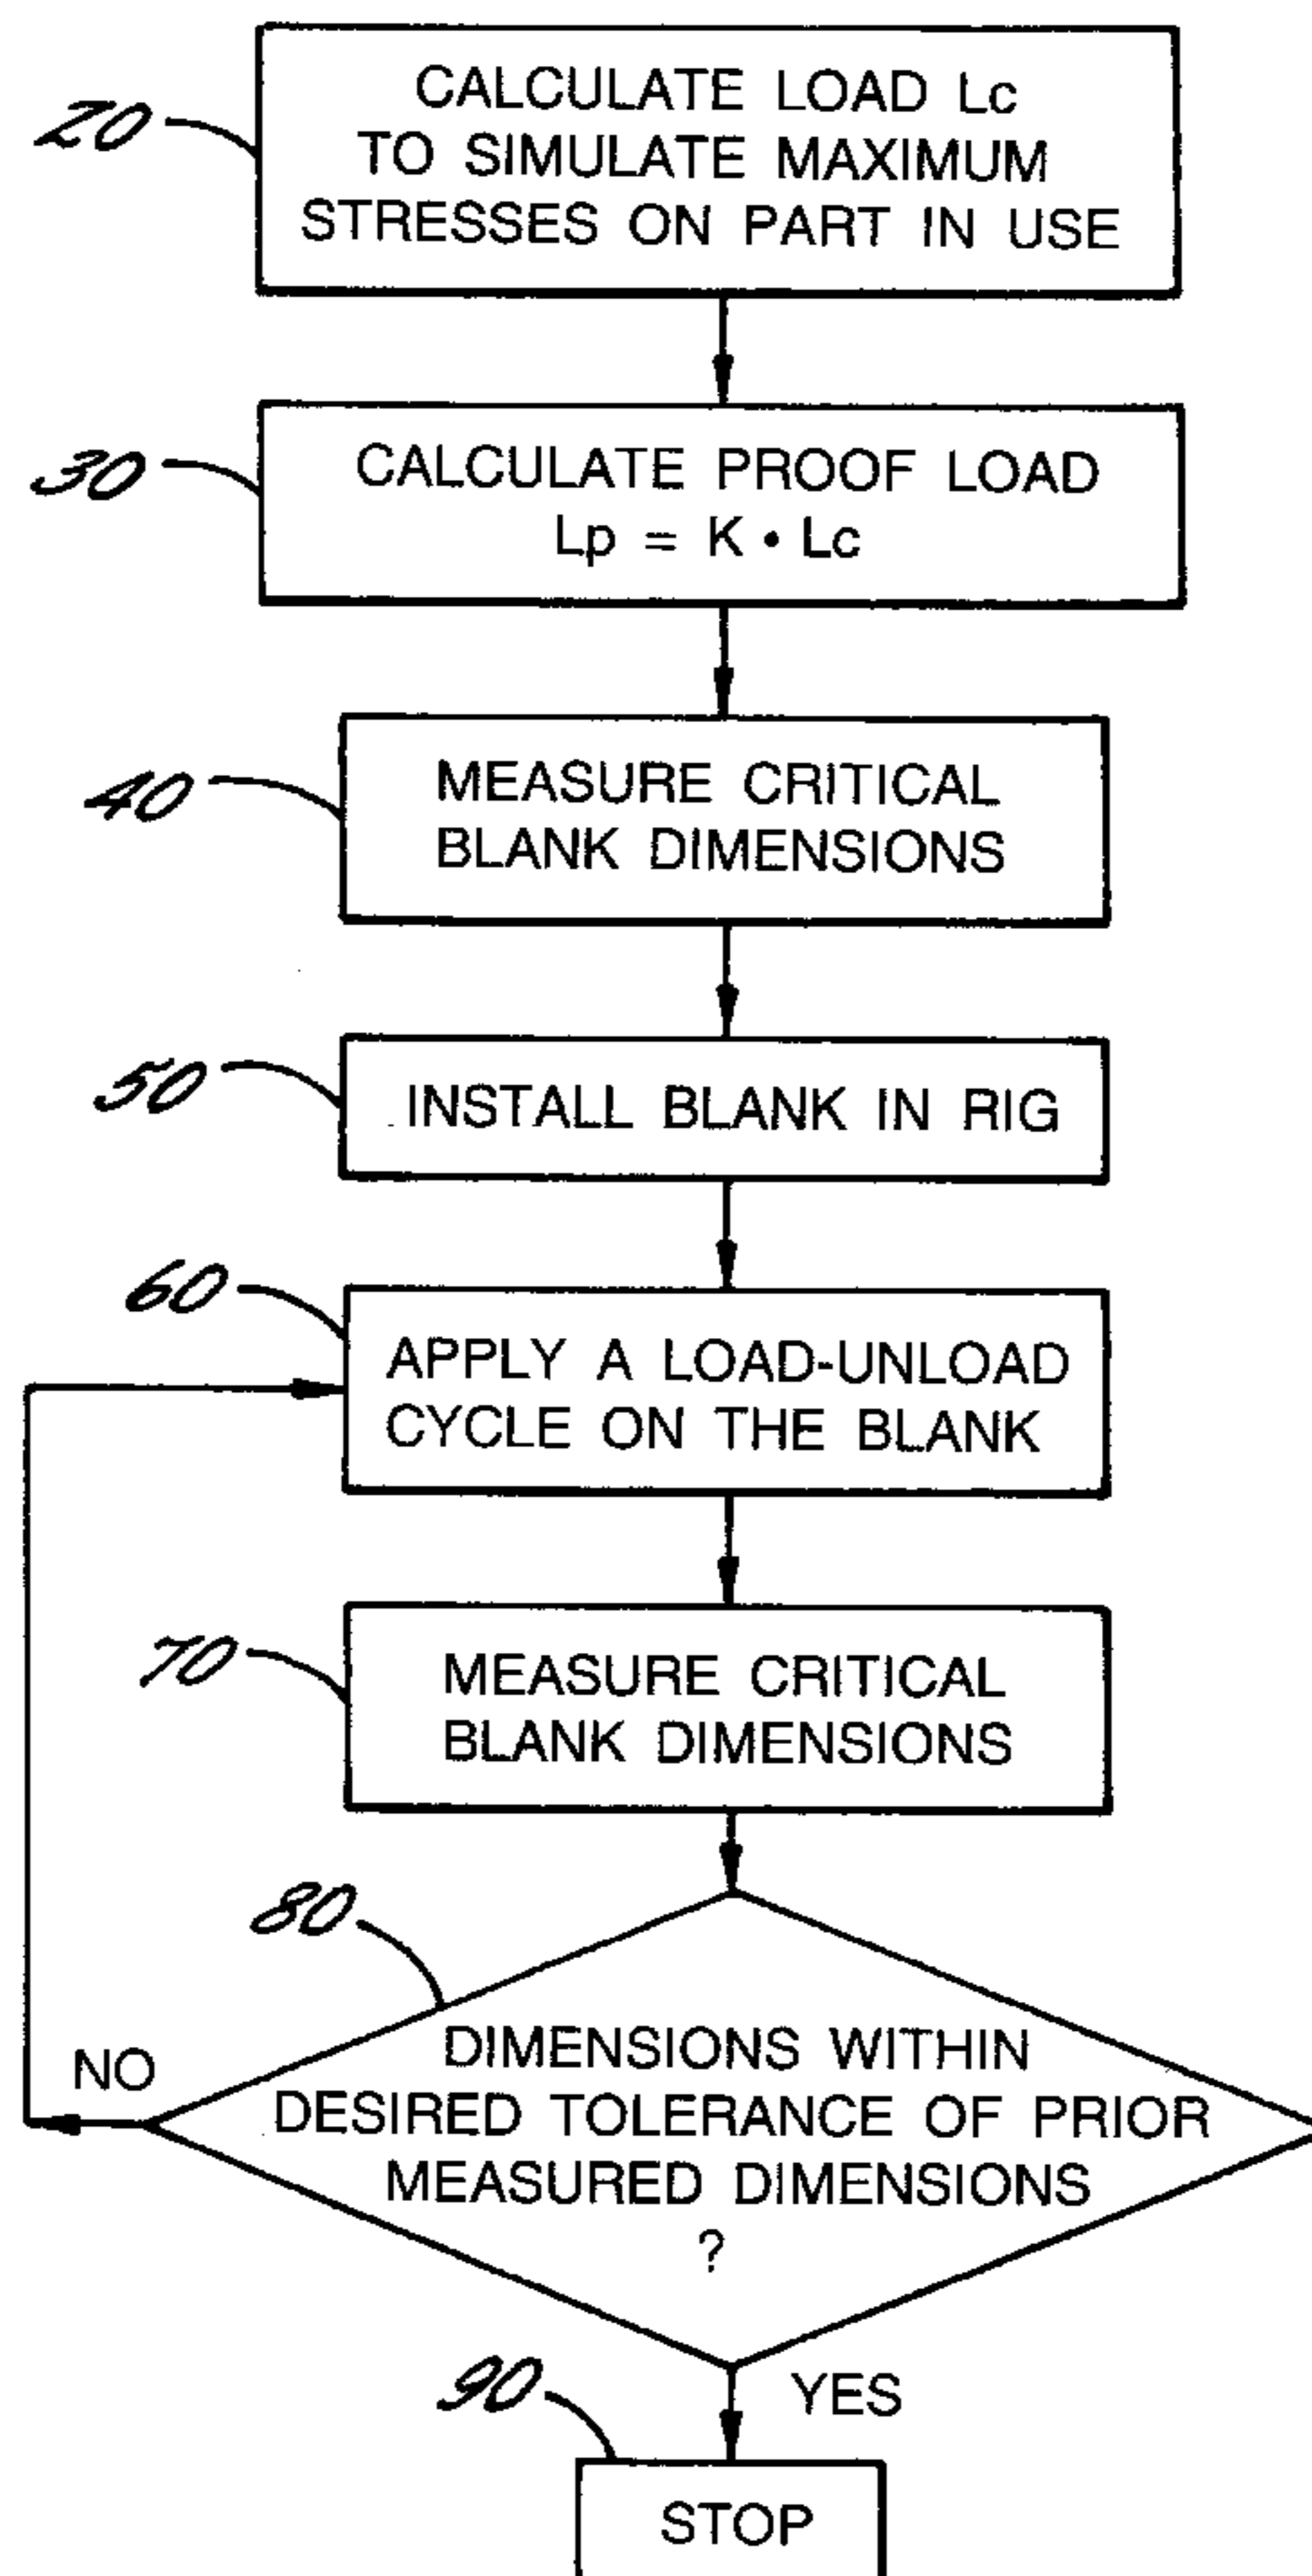 20
CALCULATE LOAD Lc
TO SIMULATE MAXIMUM
STRESSES ON PART IN USE
30
CALCULATE PROOF LOAD
Lp = K • Lc
40
MEASURE CRITICAL
BLANK DIMENSIONS
50
INSTALL BLANK IN RIG
60
APPLY A LOAD-UNLOAD
CYCLE ON THE BLANK
70
MEASURE CRITICAL
BLANK DIMENSIONS
80
NO
DIMENSIONS WITHIN
DESIRED TOLERANCE OF PRIOR
MEASURED DIMENSIONS
?
90
YES
STOP